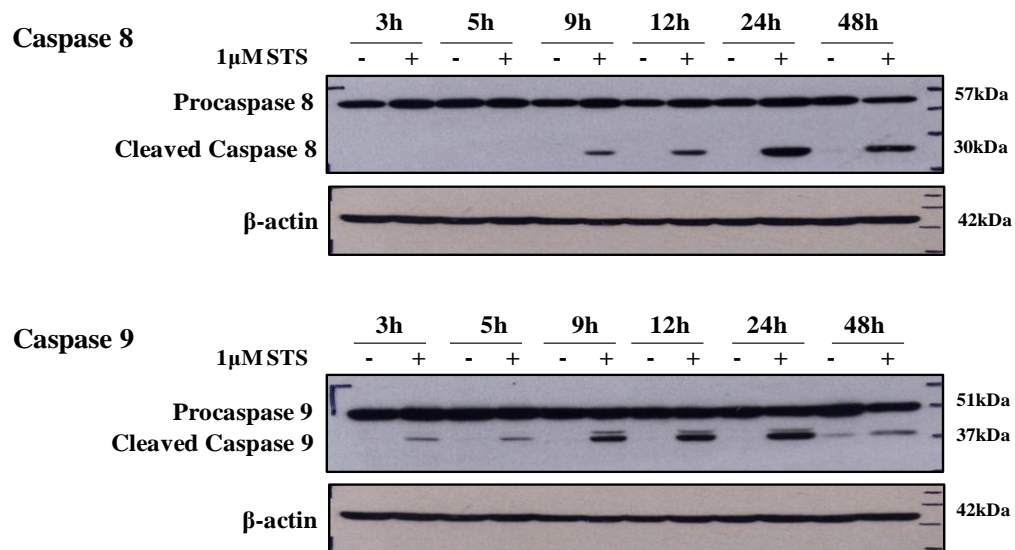 Caspase 8
3h 5h 9h 12h 24h 48h
1μM STS - + - + - + - + - + - +
Procaspase 8 57kDa
Cleaved Caspase 8 30kDa
β-actin 42kDa
Caspase 9
3h 5h 9h 12h 24h 48h
1μM STS - + - + - + - + - + - +
Procaspase 9 51kDa
Cleaved Caspase 9 37kDa
β-actin 42kDa